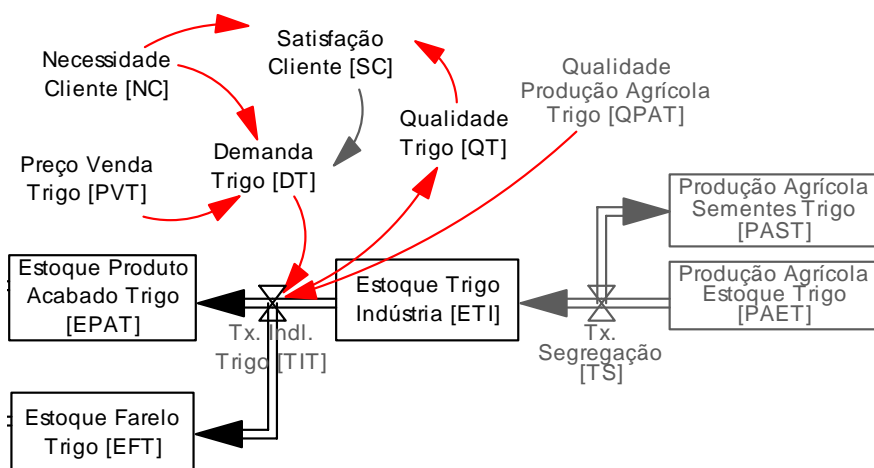 Necessidade
Cliente [NC]
Satisfação
Cliente [SC]
Qualidade
Produção Agrícola
Trigo [QPAT]
Qualidade
Trigo [QT]
Preço Venda
Trigo [PVT]
Demanda
Trigo [DT]
Produção Agrícola
Sementes Trigo
[PAST]
Estoque Produto
Acabado Trigo
[EPAT]
Estoque Trigo
Indústria [ETI]
Produção Agrícola
Estoque Trigo
[PAET]
Tx. Indl.
Trigo [TIT]
Tx.
Segregação
[TS]
Estoque Farelo
Trigo [EFT]